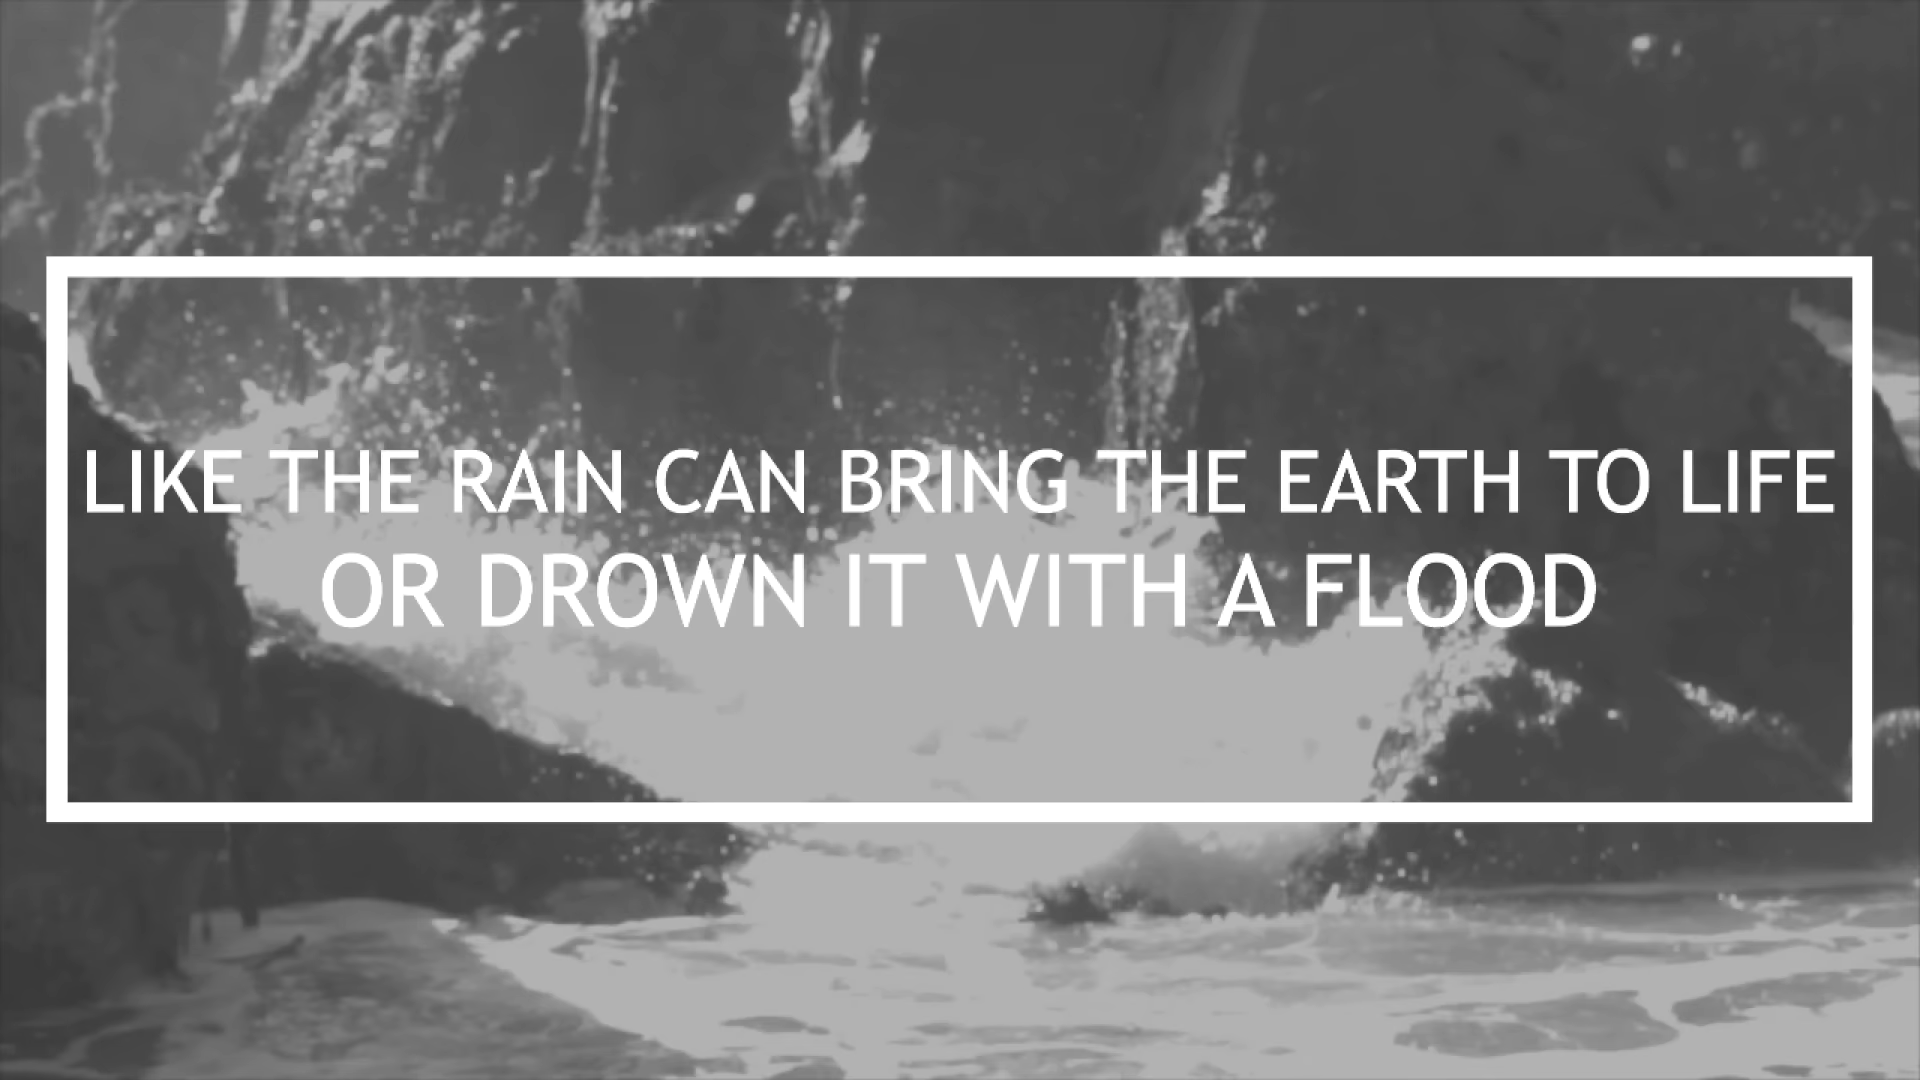 LIKE THE RAIN CAN BRING THE EARTH TO LIFE
OR DROWN IT WITH A FLOOD